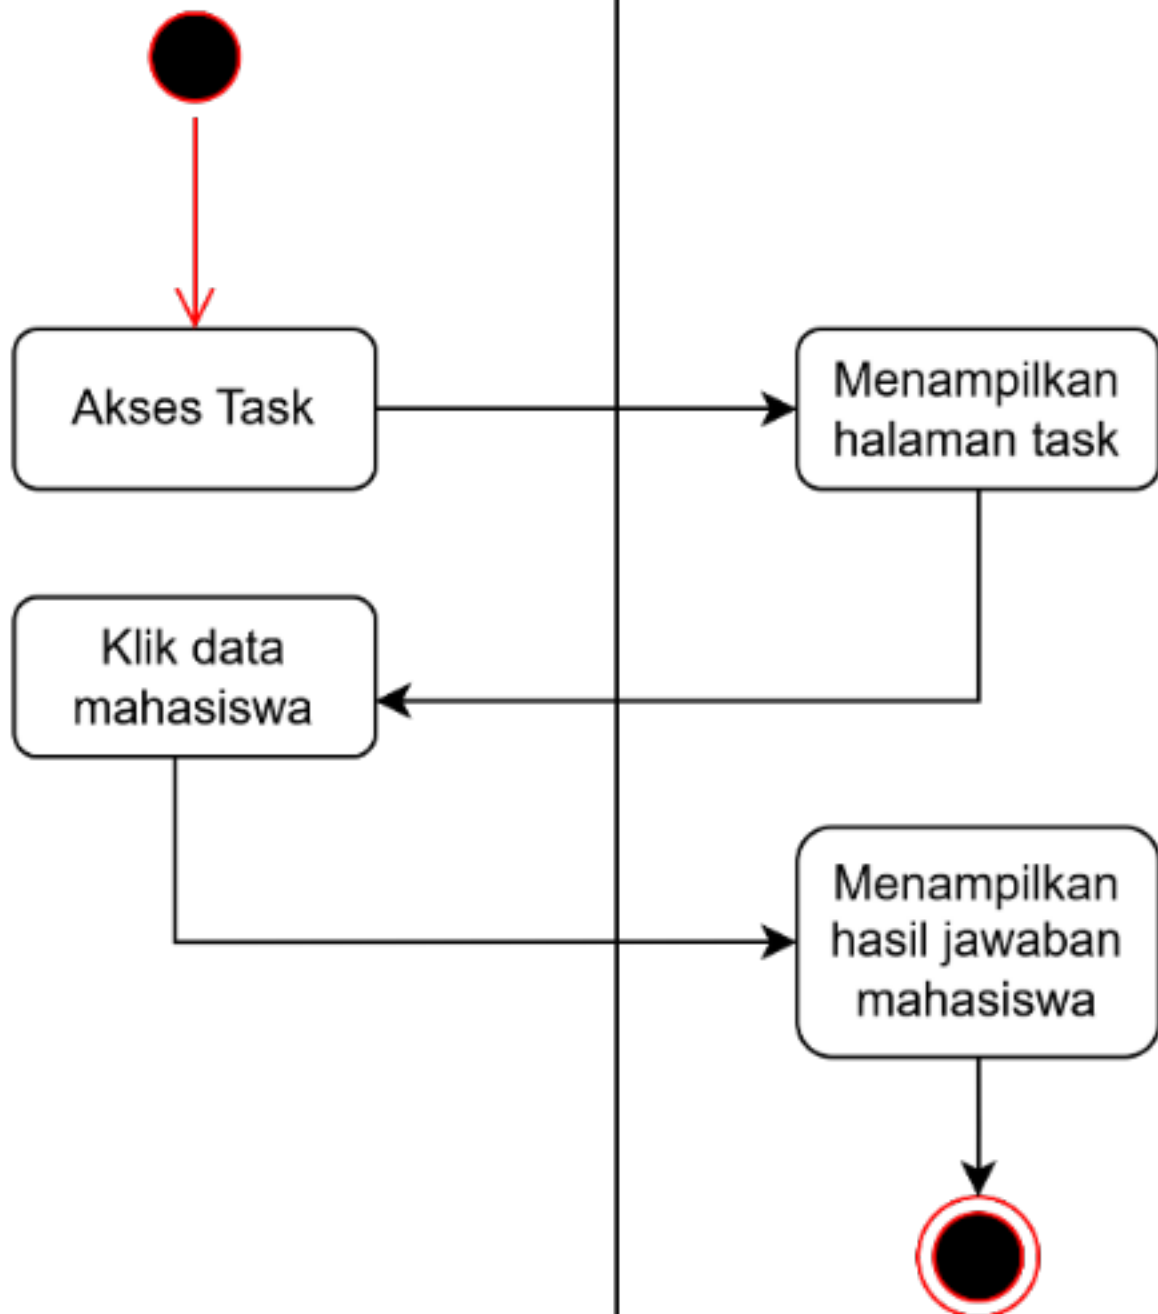 Akses Task
Menampilkan
halaman task
Klik data
mahasiswa
Menampilkan
hasil jawaban
mahasiswa